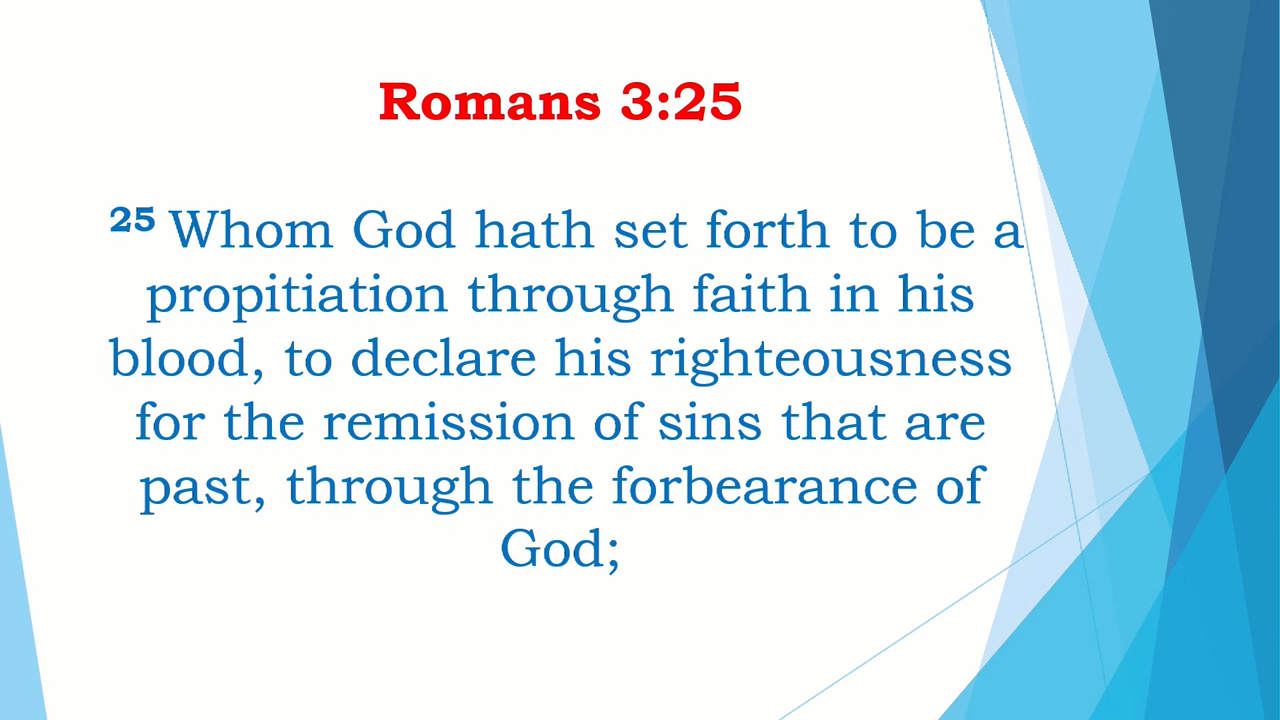 Romans 3:25
25 Whom God hath set forth to be a
propitiation through faith in his
blood, to declare his righteousness
for the remission of sins that are
past, through the forbearance of
God;